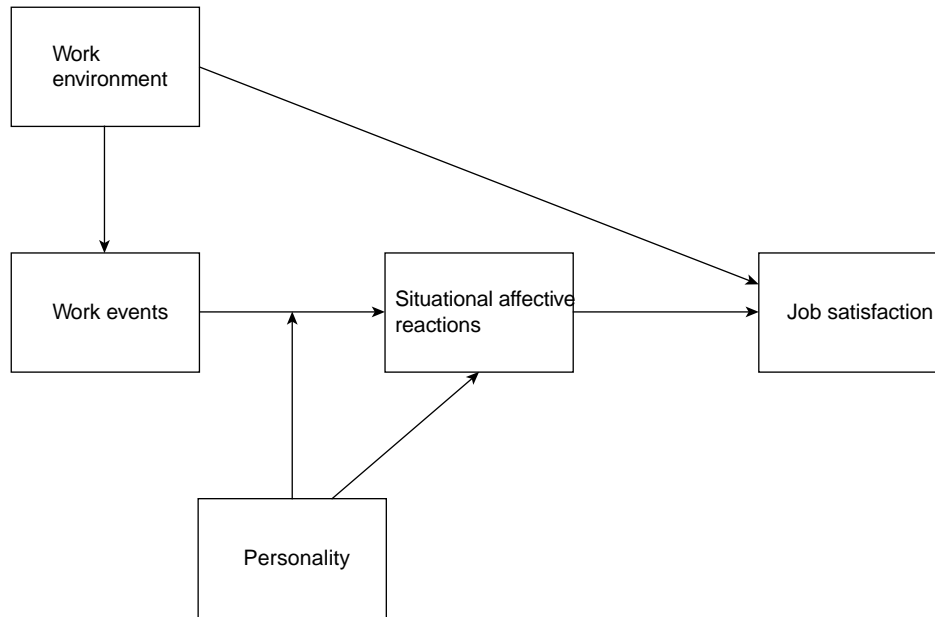 Work
environment
Work events
Situational affective
reactions
Job satisfaction
Personality